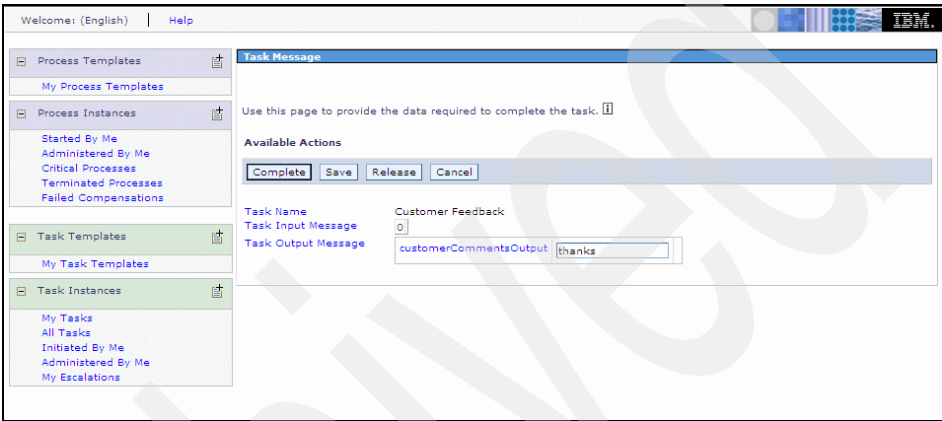 Welcome: (English) Help
IBM.
Process Templates
My Process Templates
Process Instances
Started By Me
Administered By Me
Critical Processes
Terminated Processes
Failed Compensations
Task Templates
My Task Templates
Task Instances
My Tasks
All Tasks
Initiated By Me
Administered By Me
My Escalations
Task Message
Use this page to provide the data required to complete the task. i
Available Actions
Complete Save Release Cancel
Task Name Customer Feedback
Task Input Message 0
Task Output Message customerCommentsOutput thanks